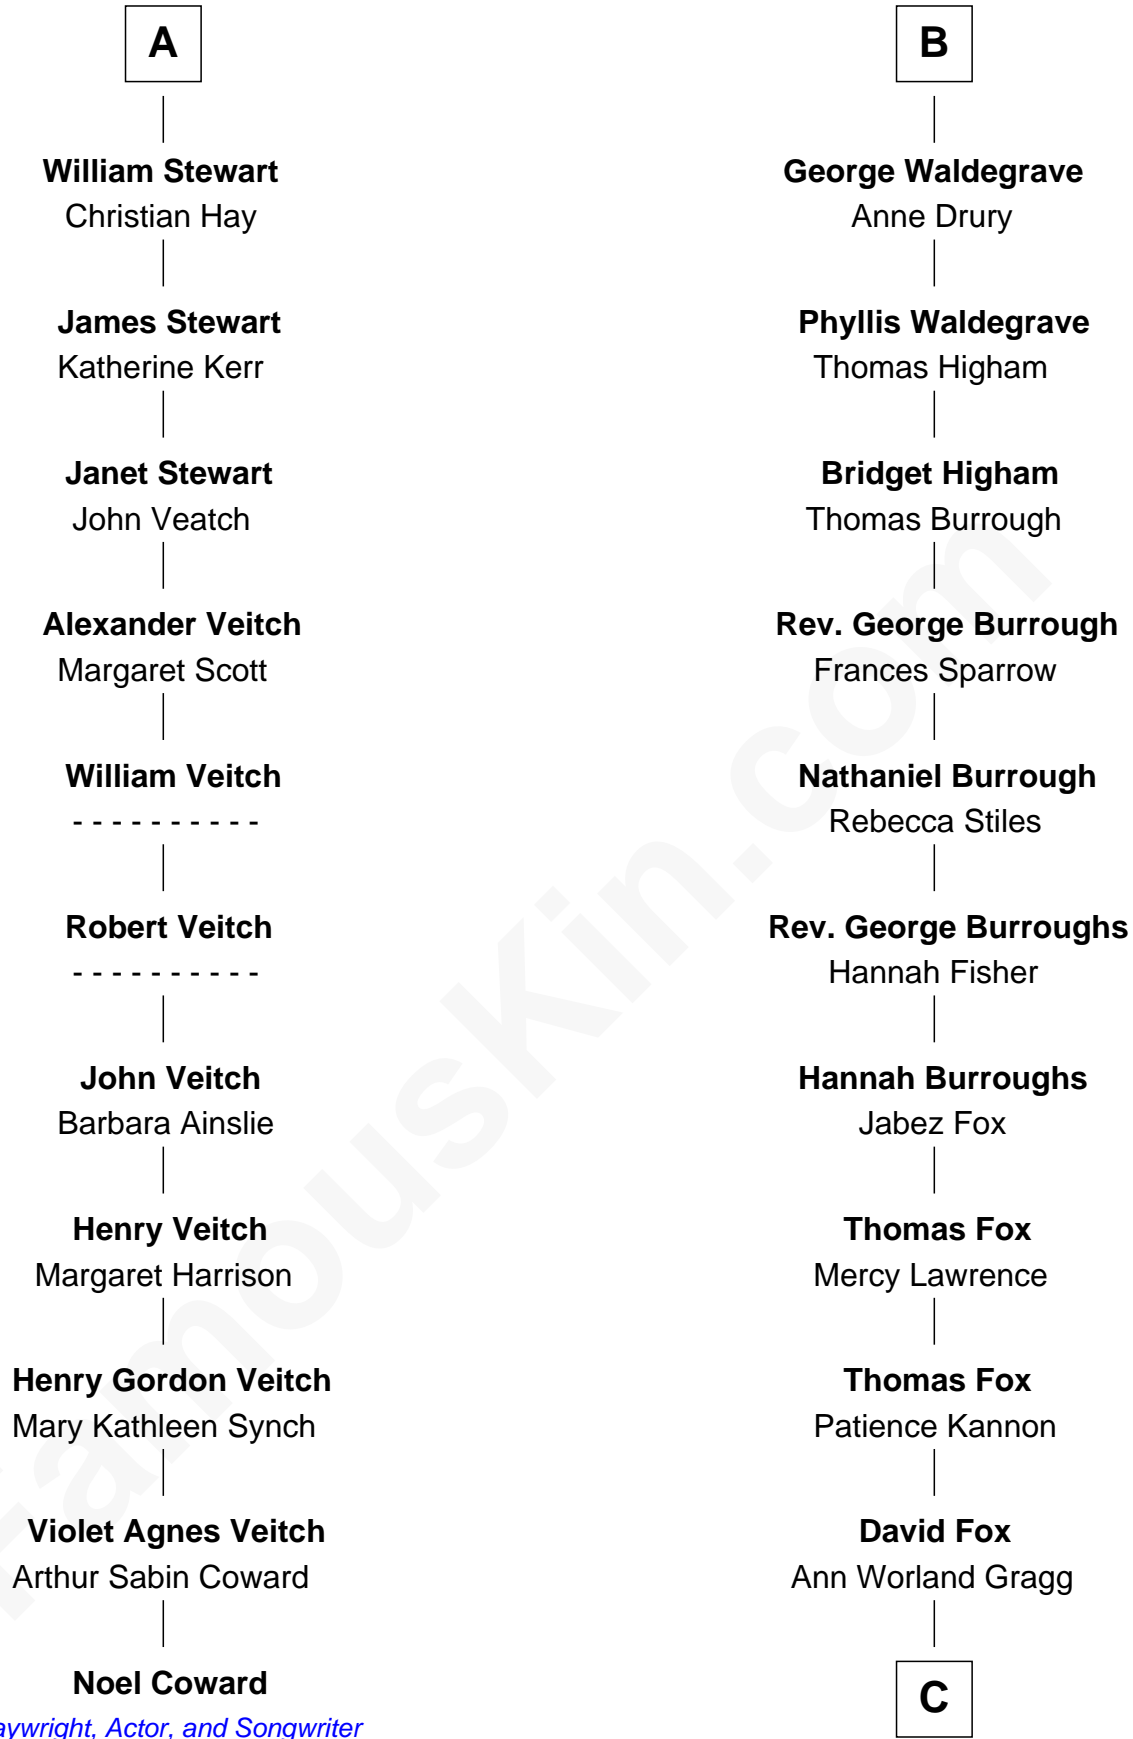 A
William Stewart
Christian Hay
James Stewart
Katherine Kerr
Janet Stewart
John Veatch
Alexander Veitch
Margaret Scott
William Veitch
- - - - - - - - - -
Robert Veitch
- - - - - - - - - -
John Veitch
Barbara Ainslie
Henry Veitch
Margaret Harrison
Henry Gordon Veitch
Mary Kathleen Synch
Violet Agnes Veitch
Arthur Sabin Coward
Noel Coward
aywright, Actor, and Songwriter
B
George Waldegrave
Anne Drury
Phyllis Waldegrave
Thomas Higham
Bridget Higham
Thomas Burrough
Rev. George Burrough
Frances Sparrow
Nathaniel Burrough
Rebecca Stiles
Rev. George Burroughs
Hannah Fisher
Hannah Burroughs
Jabez Fox
Thomas Fox
Mercy Lawrence
Thomas Fox
Patience Kannon
David Fox
Ann Worland Gragg
C
FamousKin.com